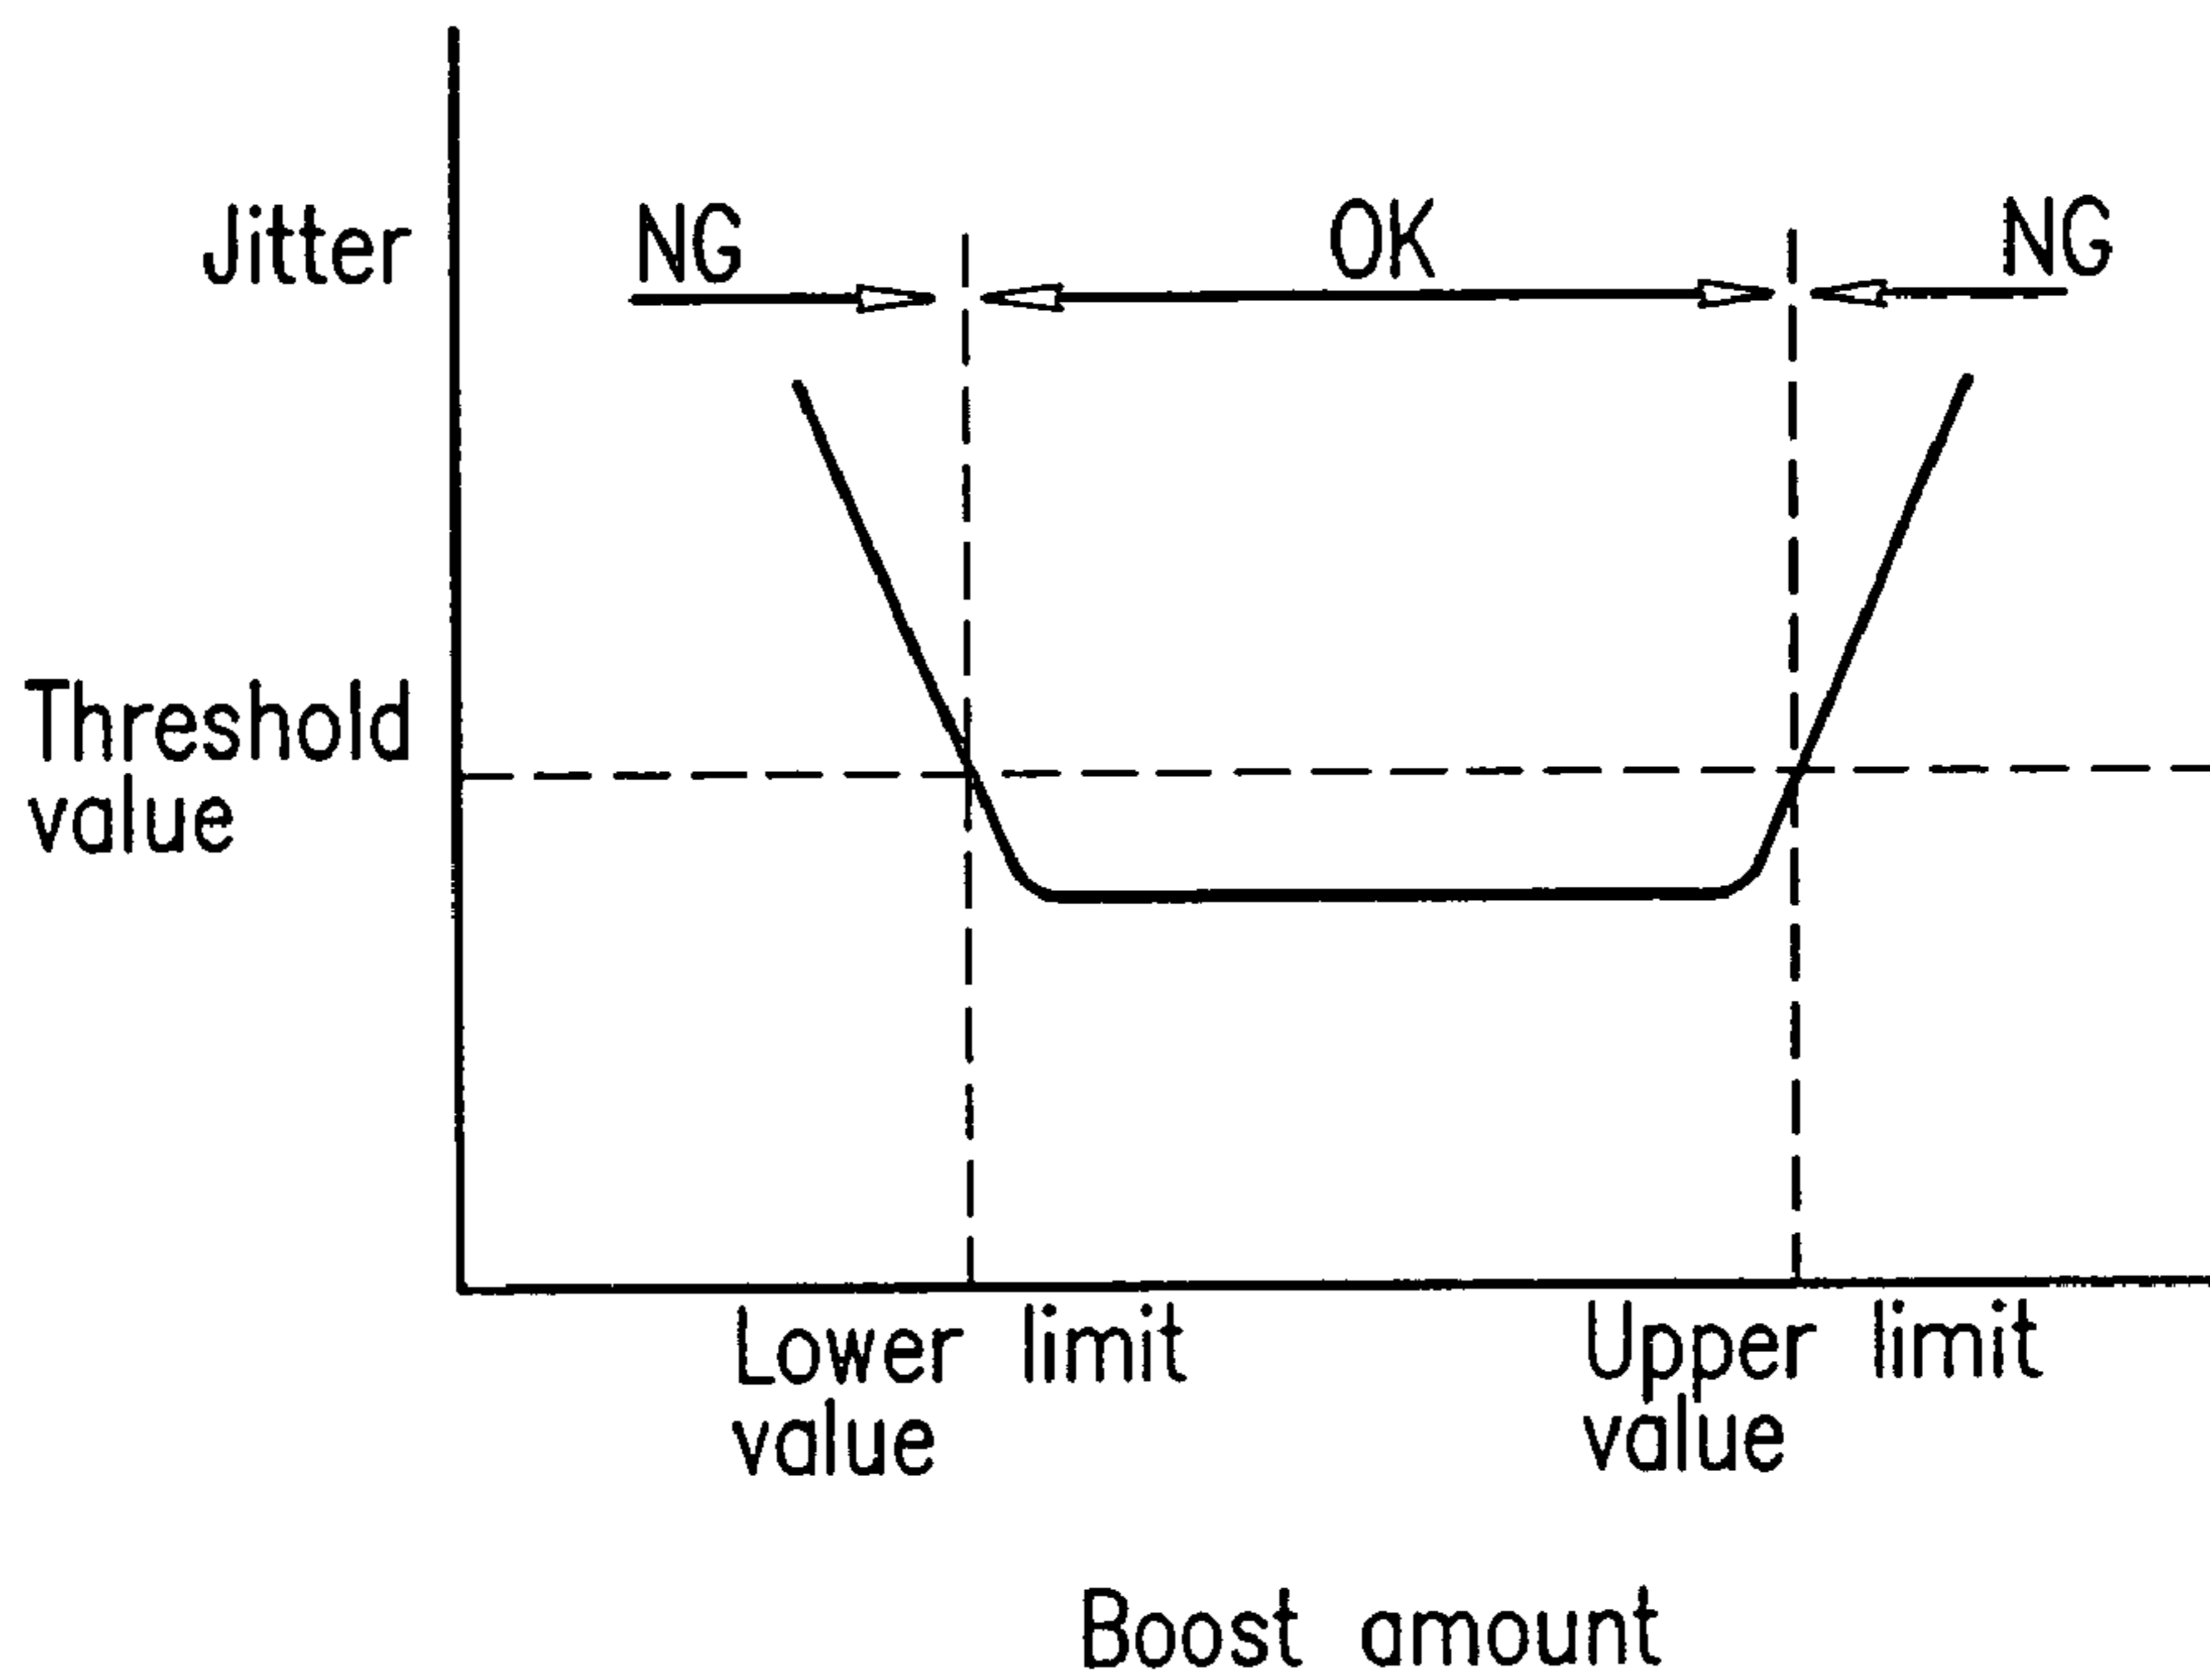 Jitter
NG
OK
NG
Threshold
value
Lower limit
value
Upper limit
value
Boost amount